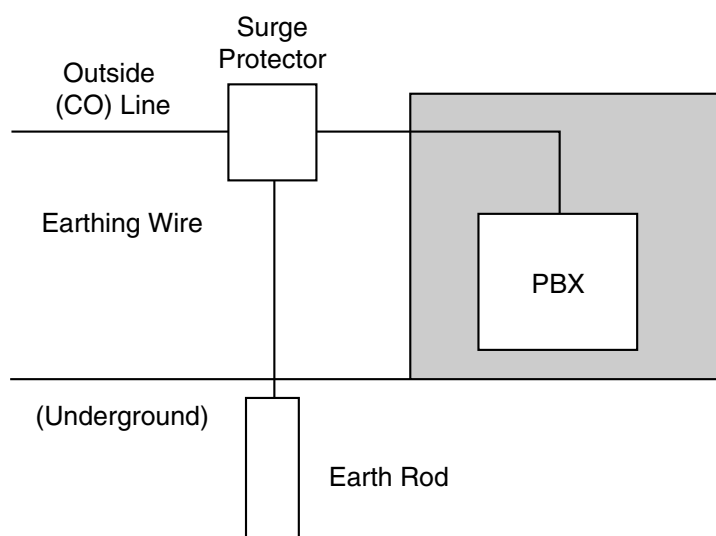 Surge
Protector
Outside
(CO) Line
Earthing Wire
PBX
(Underground)
Earth Rod